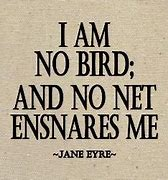 I AM
NO BIRD;
AND NO NET
ENSNARES ME
~JANE EYRE~